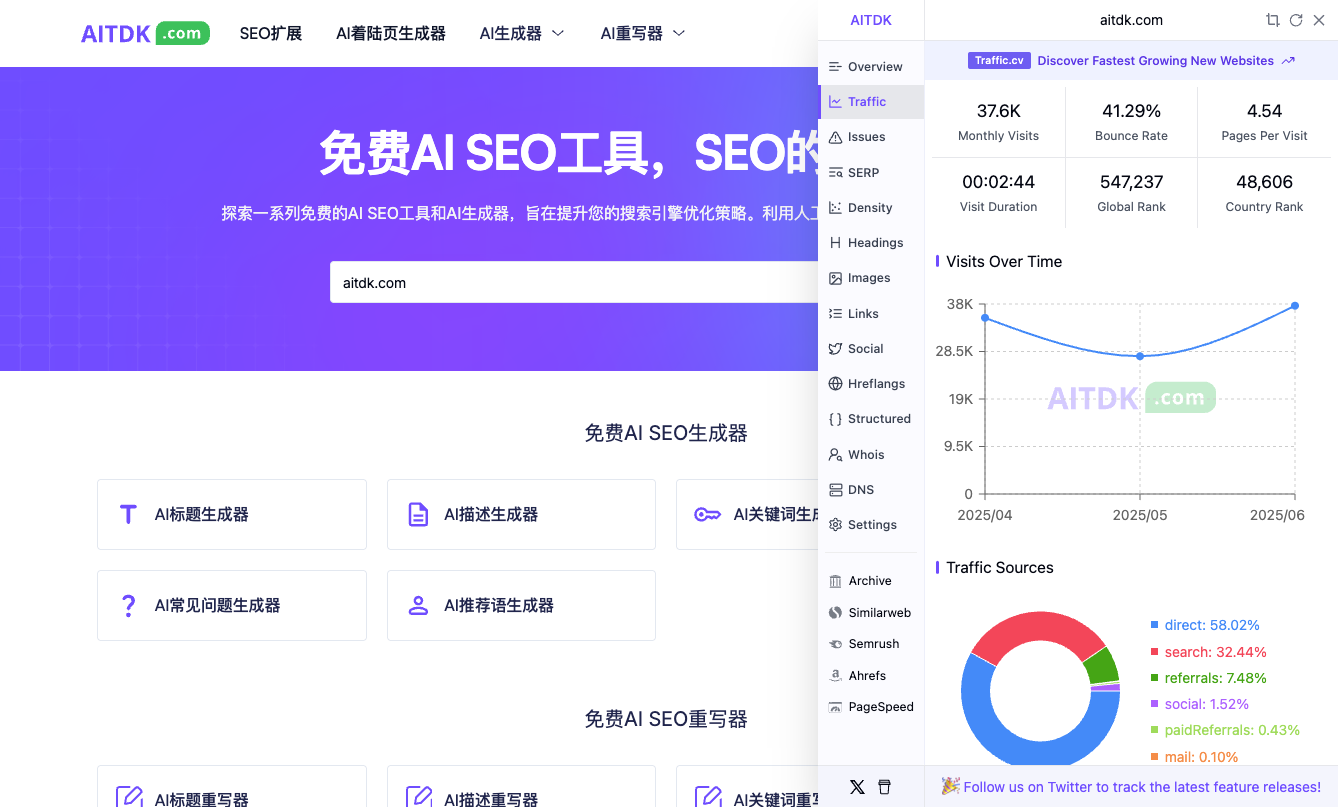 AITDK .com
SEO扩展
AI着陆页生成器
AI生成器
AI重写器
免费AI SEO工具，SEO的
探索一系列免费的AI SEO工具和AI生成器，旨在提升您的搜索引擎优化策略。利用人工
aitdk.com
免费AI SEO生成器
AI标题生成器
AI描述生成器
AI关键词生成
AI常见问题生成器
AI推荐语生成器
免费AI SEO重写器
AI标题重写器
AI描述重写器
AI关键词重写
AITDK
Overview
Traffic
Issues
SERP
Density
Headings
Images
Links
Social
Hreflangs
Structured
Whois
DNS
Settings
Archive
Similarweb
Semrush
Ahrefs
PageSpeed
aitdk.com
Traffic.cv Discover Fastest Growing New Websites
37.6K
Monthly Visits
41.29%
Bounce Rate
4.54
Pages Per Visit
00:02:44
Visit Duration
547,237
Global Rank
48,606
Country Rank
Visits Over Time
38K
28.5K
19K
9.5K
0
2025/04
2025/05
2025/06
AITDK .com
Traffic Sources
direct: 58.02%
search: 32.44%
referrals: 7.48%
social: 1.52%
paidReferrals: 0.43%
mail: 0.10%
Follow us on Twitter to track the latest feature releases!